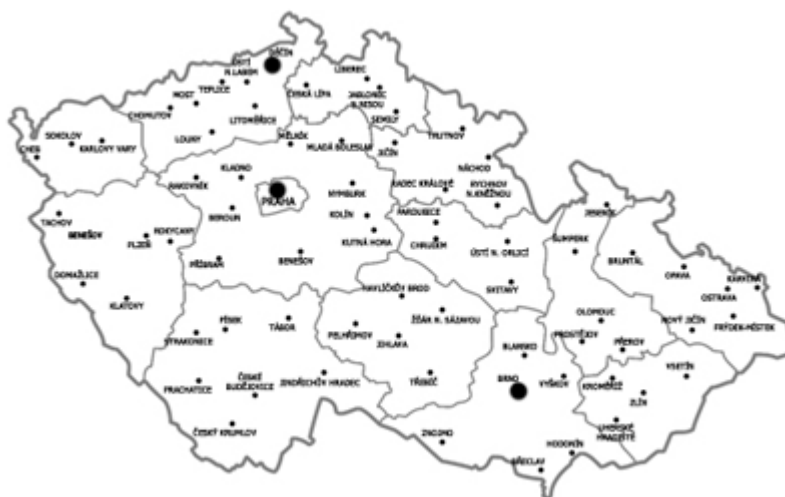 DĚČÍN
ÚSTÍ
N.LABEM
TEPLICE
MOST
CHOMUTOV
LITOMĚŘICE
LOUNY
LIBEREC
ČESKÁ LÍPA
JABLONEC
N.NISOU
SEMILY
TRUTNOV
SOKOLOV
CHEB
KARLOVY VARY
MĚLNÍK
MLADÁ BOLESLAV
JIČÍN
NÁCHOD
RAKOVNÍK
KLADNO
PRAHA
NYMBURK
HRADEC KRÁLOVÉ
RYCHNOV
N.KNĚŽNOU
BEROUN
KOLÍN
PARDUBICE
JESENÍK
TACHOV
BENEŠOV
PLZEŇ
ROKYCANY
KUTNÁ HORA
CHRUDIM
ÚSTÍ N. ORLICÍ
ŠUMPERK
PŘÍBRAM
BENEŠOV
BRUNTÁL
OPAVA
KARVINÁ
DOMAŽLICE
KLATOVY
HAVLÍČKŮV BROD
SVITAVY
OSTRAVA
PÍSEK
TÁBOR
STRAKONICE
PELHŘIMOV
ŽĎÁR N. SÁZAVOU
JIHLAVA
OLOMOUC
NOVÝ JIČÍN
FRÝDEK-MÍSTEK
PROSTĚJOV
PŘEROV
BLANSKO
PRACHATICE
ČESKÉ
BUDĚJOVICE
JINDŘICHŮV HRADEC
TŘEBÍČ
BRNO
VYŠKOV
KROMĚŘÍŽ
VSETÍN
ZLÍN
ČESKÝ KRUMLOV
ZNOJMO
UHERSKÉ
HRADIŠTĚ
HODONÍN
BŘECLAV